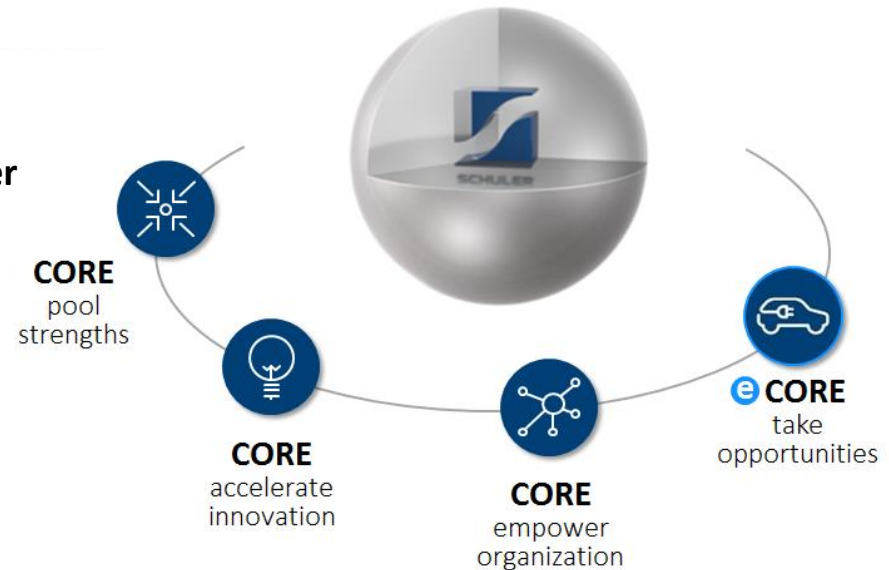 er
SCHULER
CORE
pool
strengths
CORE
accelerate
innovation
CORE
empower
organization
e CORE
take
opportunities